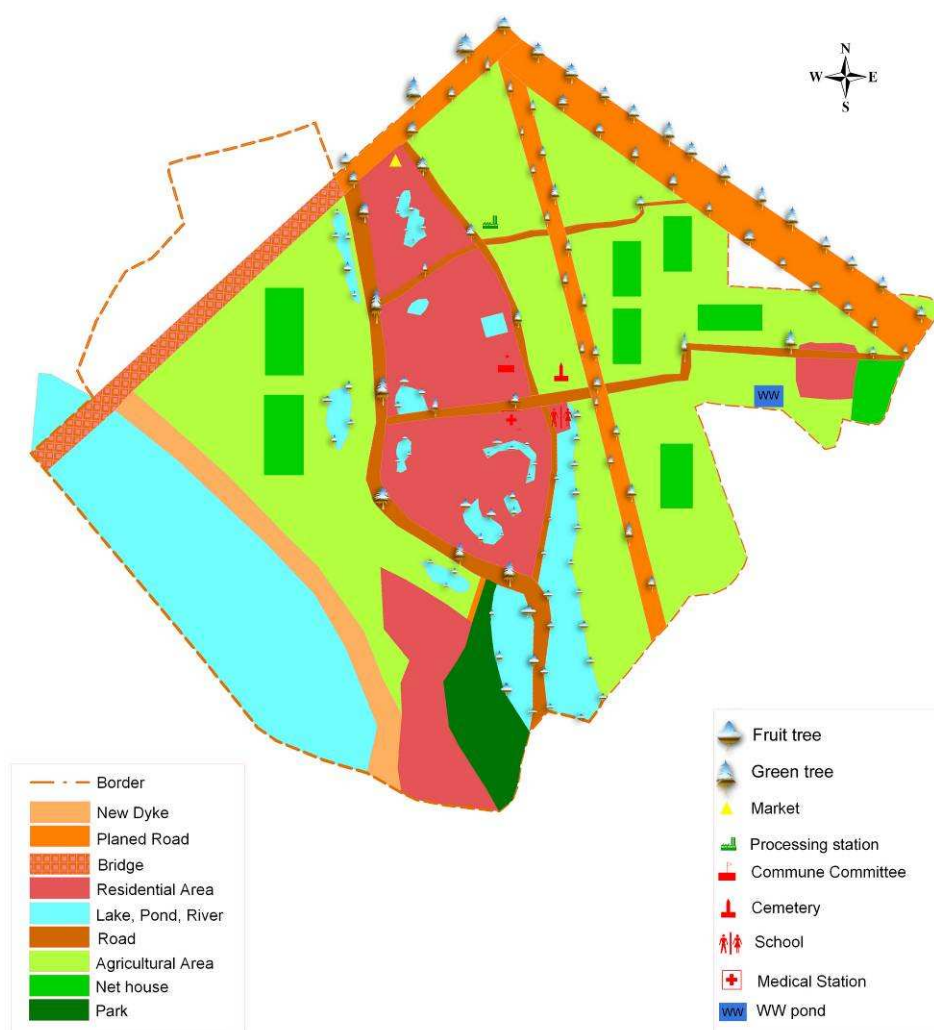 N
W E
S
WW
Border
New Dyke
Planed Road
Bridge
Residential Area
Lake, Pond, River
Road
Agricultural Area
Net house
Park
Fruit tree
Green tree
Market
Processing station
Commune Committee
Cemetery
School
Medical Station
WW WW pond